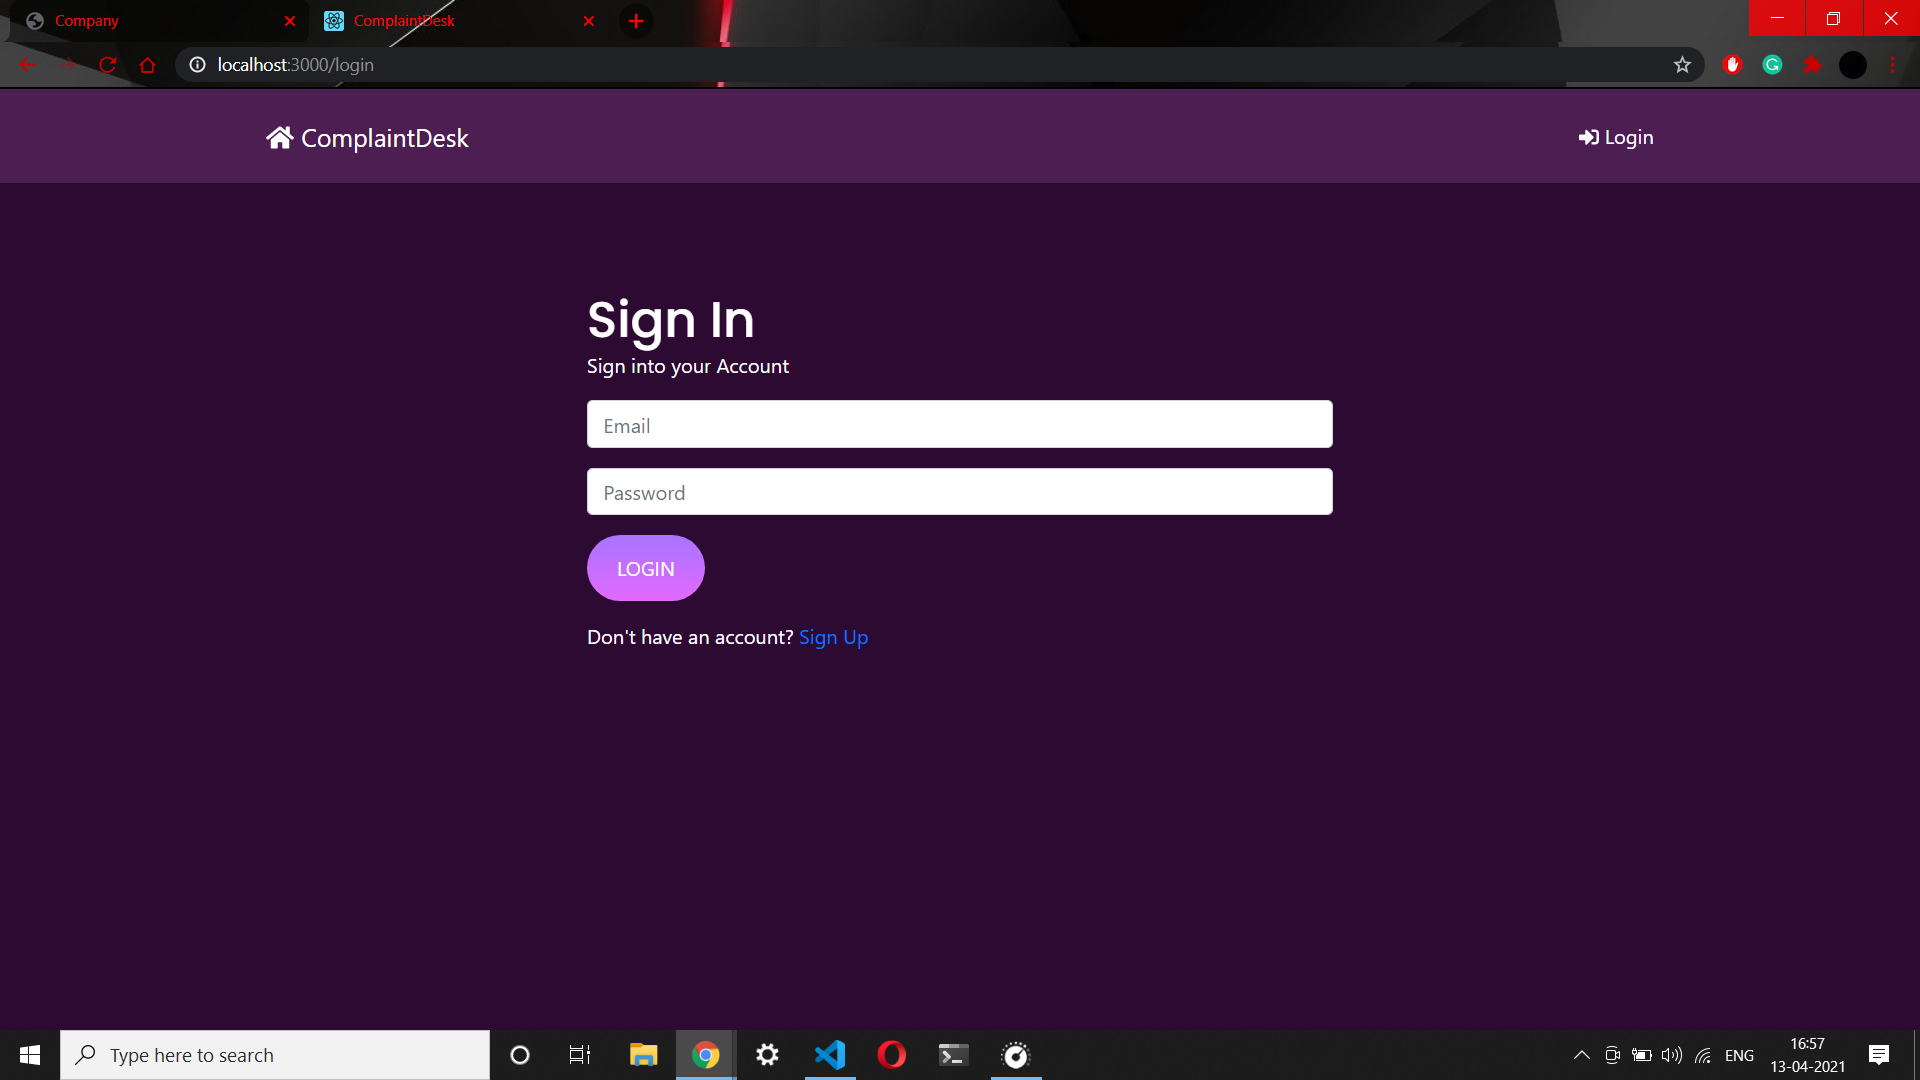 Company
ComplaintDesk
localhost:3000/login
ComplaintDesk
Login
Sign In
Sign into your Account
Email
Password
LOGIN
Don't have an account? Sign Up
Type here to search
ENG
16:57
13-04-2021